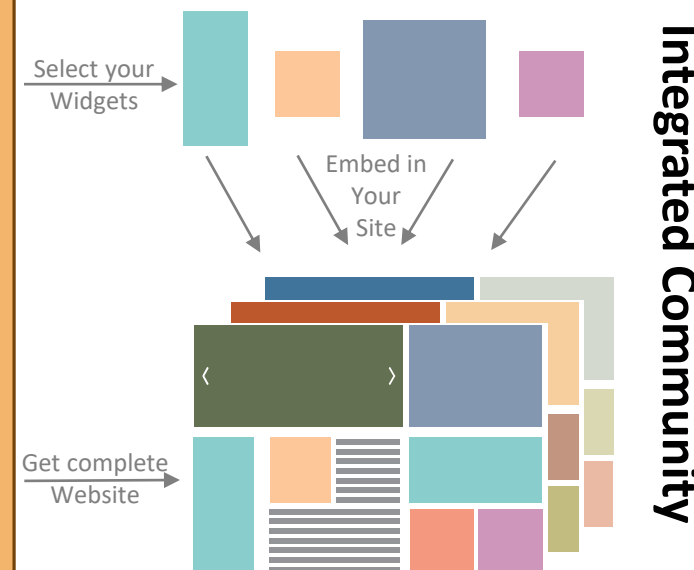 Select your
Widgets
Embed in
Your
Site
Get complete
Website
Integrated Community